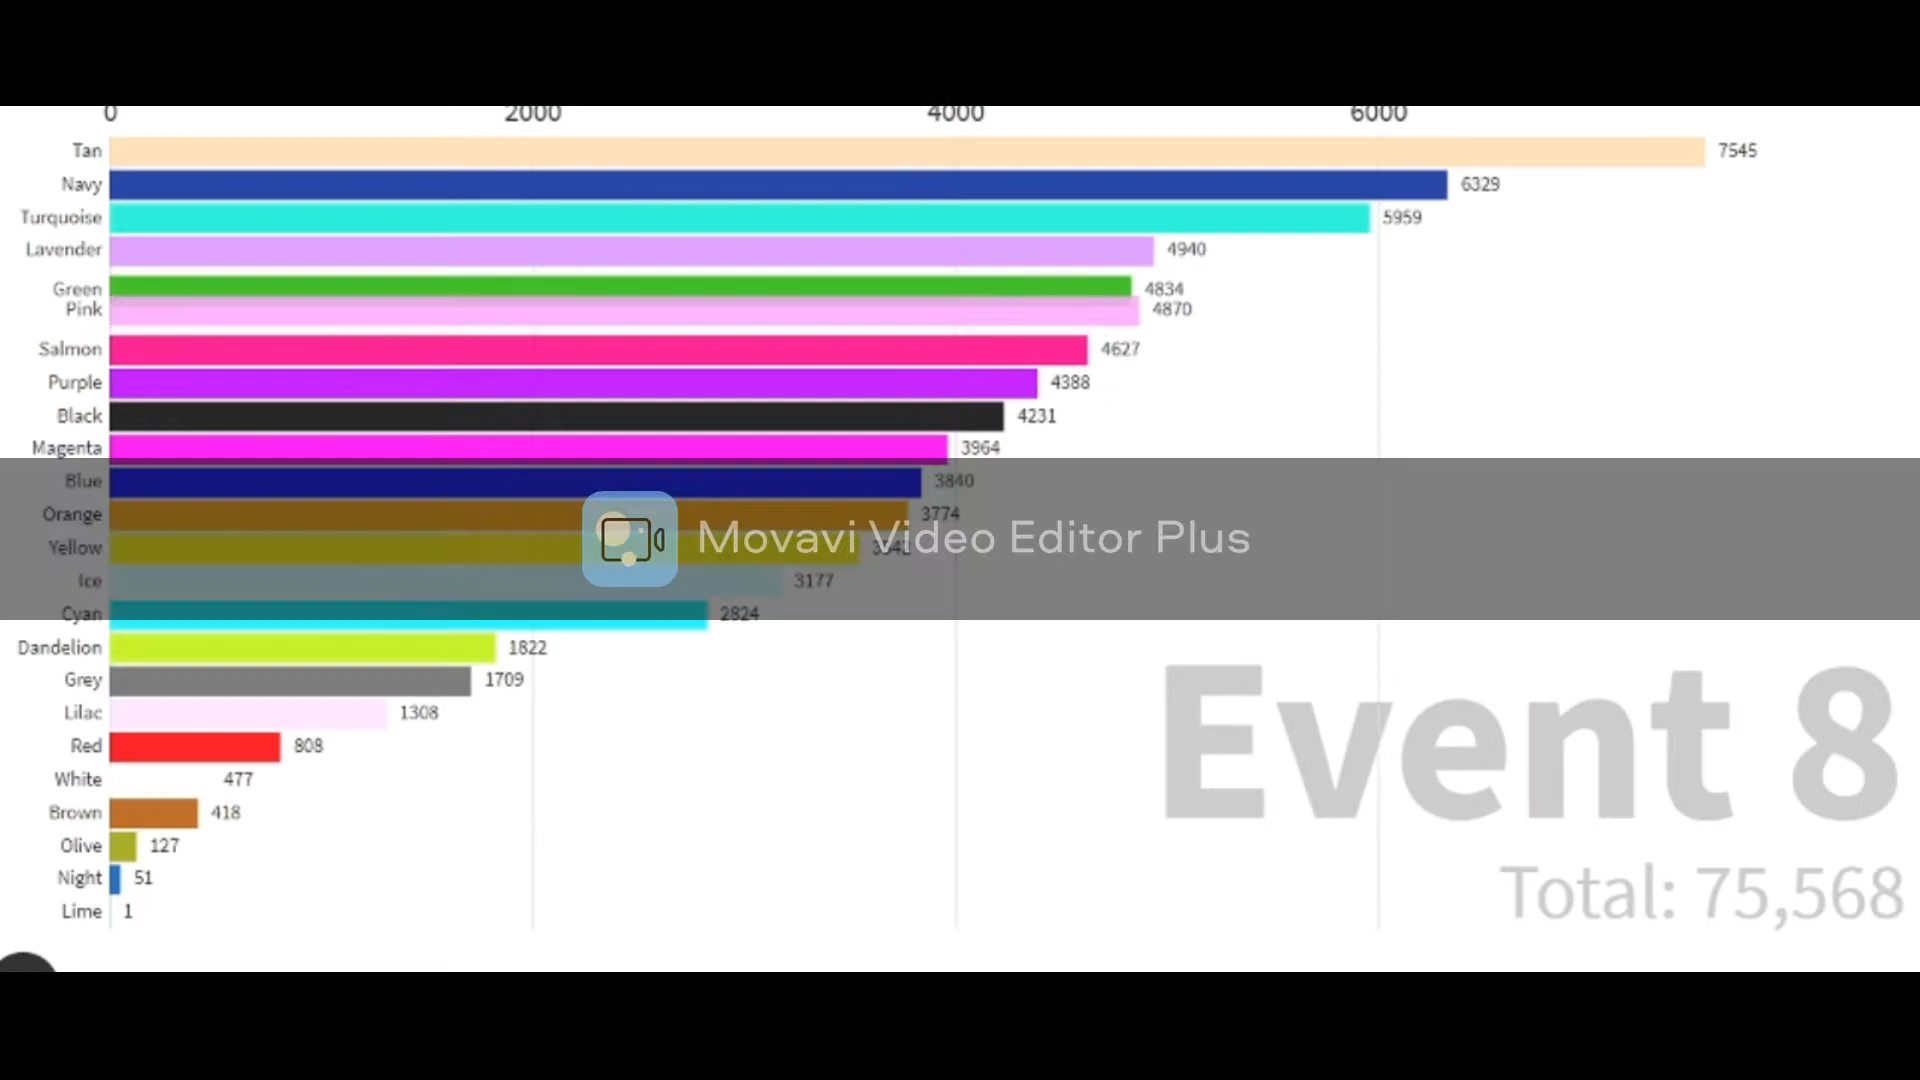 0 2000 4000 6000
Tan 7545
Navy 6329
Turquoise 5959
Lavender 4940
Green 4834
Pink 4870
Salmon 4627
Purple 4388
Black 4231
Magenta 3964
Blue 3840
Orange 3774
Yellow
Ice 3177
Cyan 2824
Movavi Video Editor Plus
Dandelion 1822
Grey 1709
Lilac 1308
Red 808
White 477
Brown 418
Olive 127
Night 51
Lime 1
Event 8
Total: 75,568